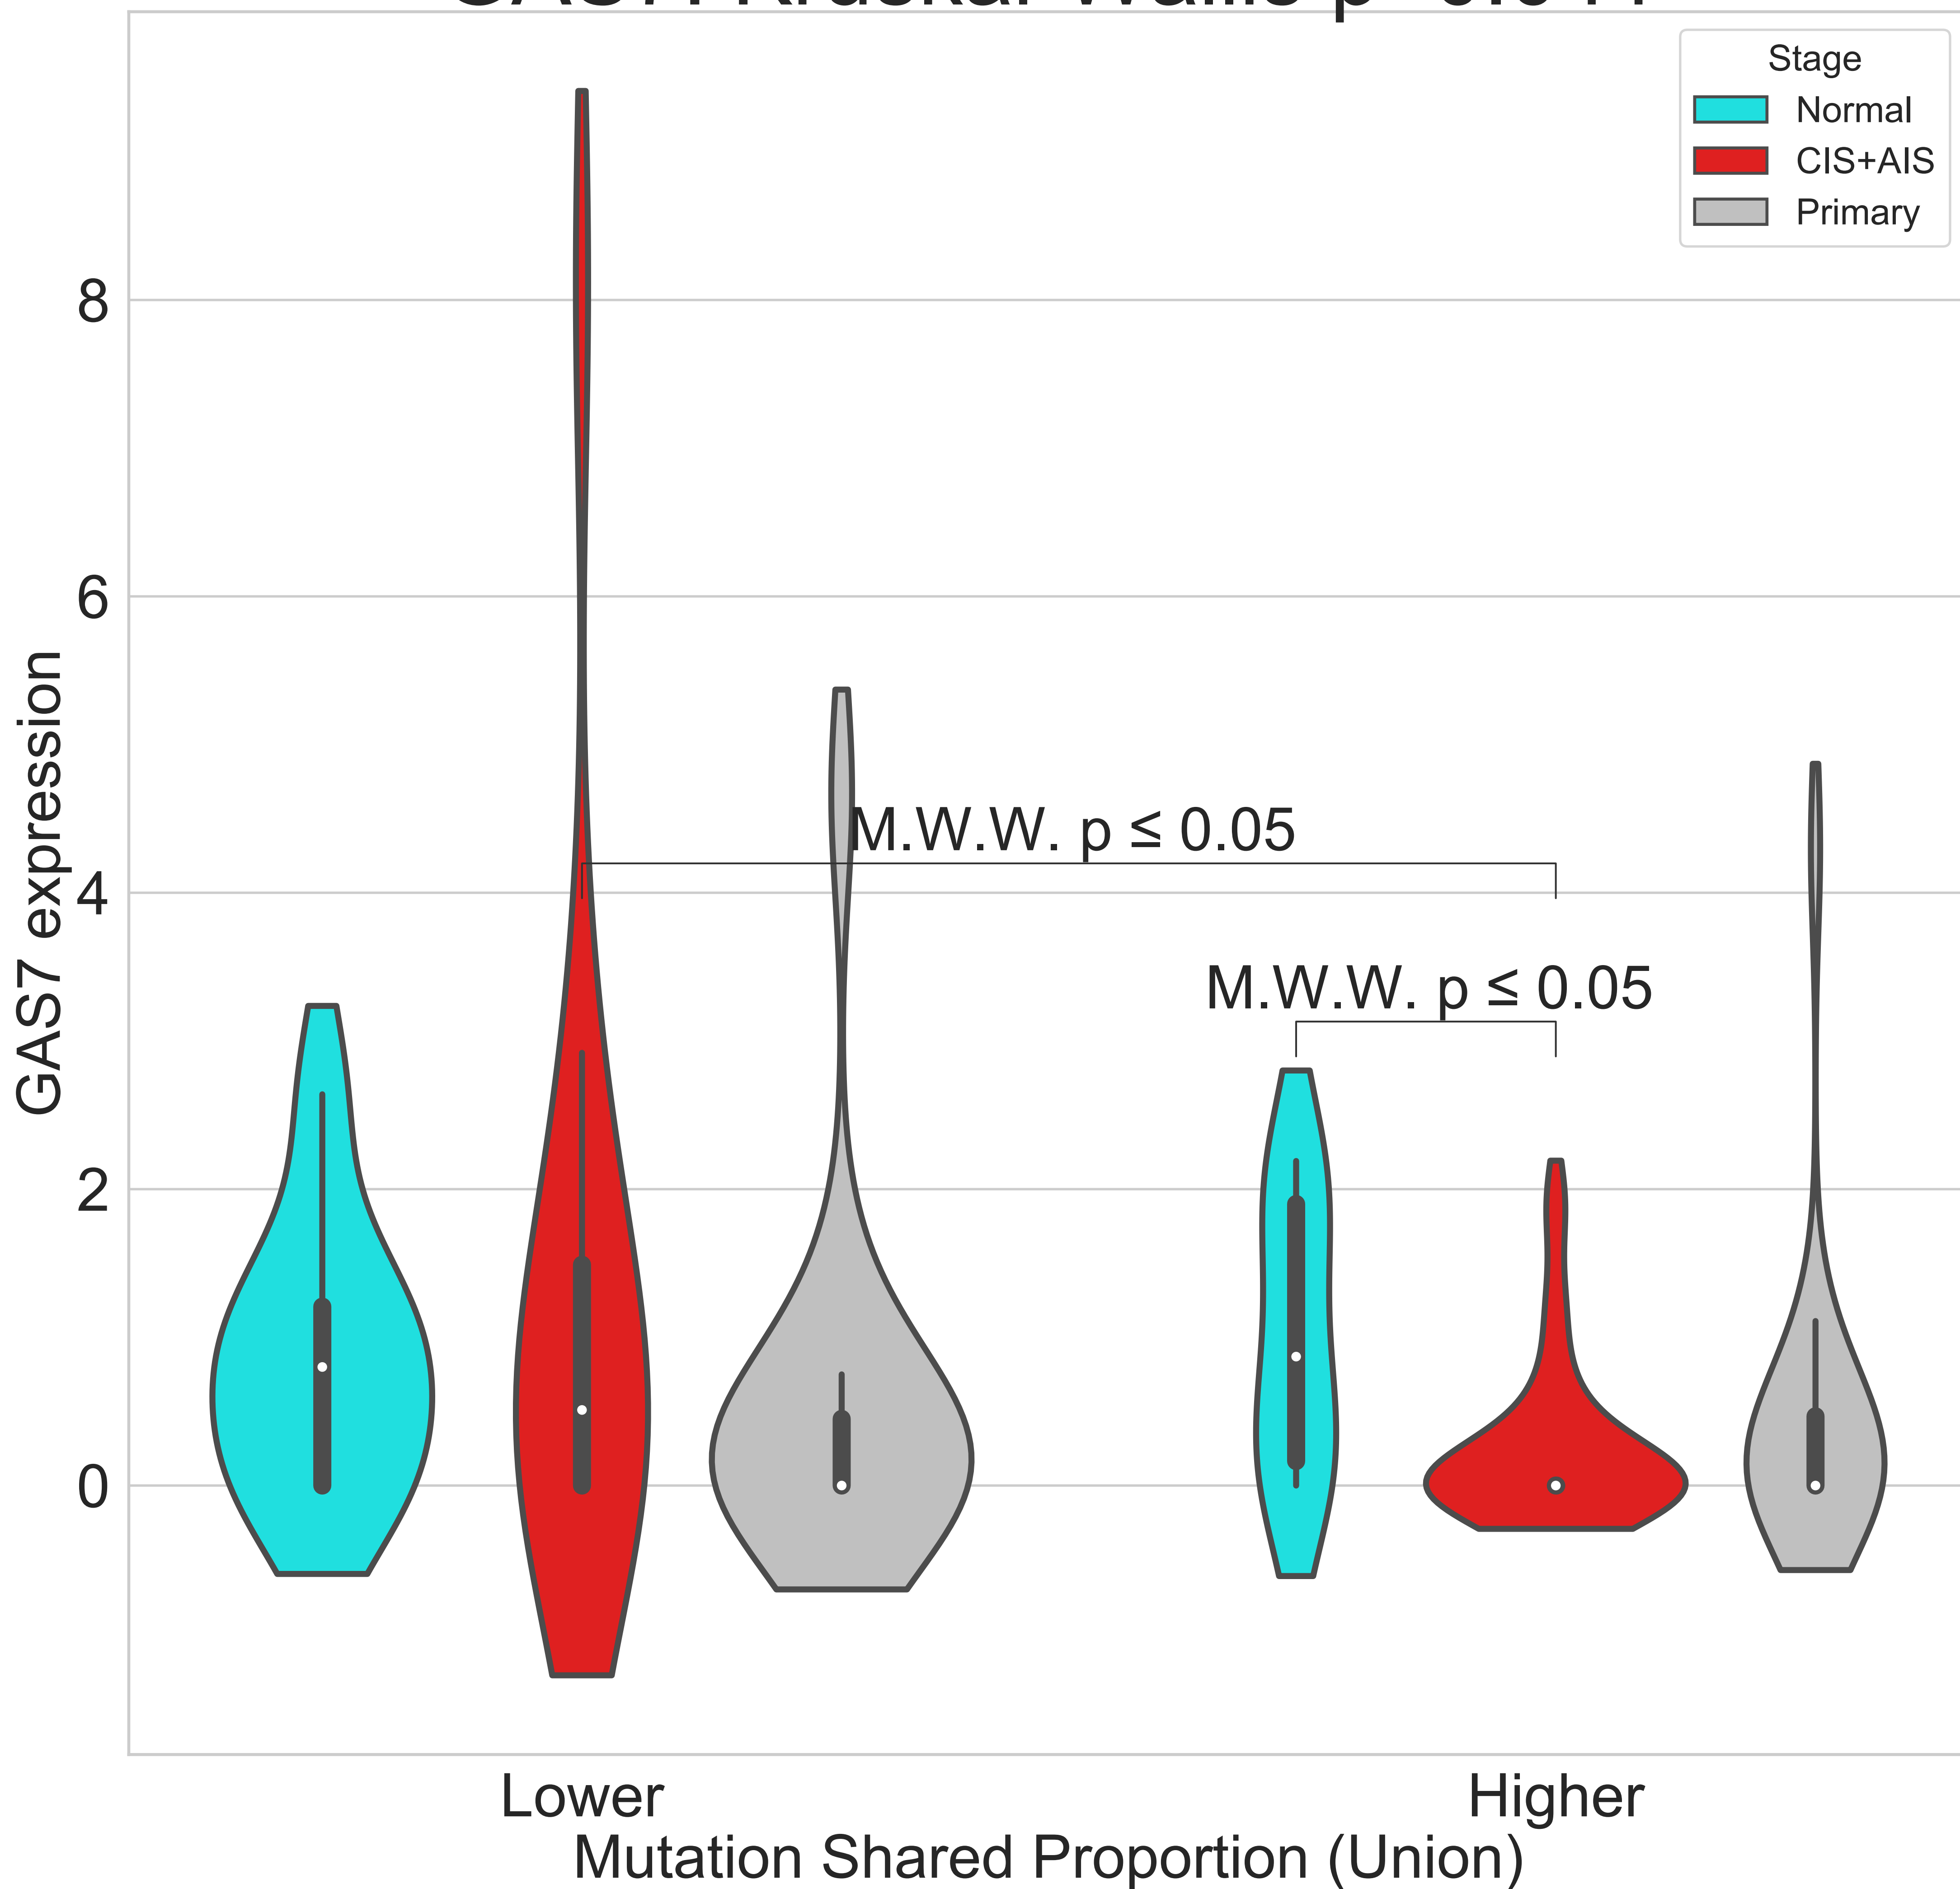 Stage
Normal
CIS+AIS
Primary
8
6
4
2
0
GAS7 expression
M.W.W. p ≤ 0.05
M.W.W. p ≤ 0.05
Lower
Higher
Mutation Shared Proportion (Union)